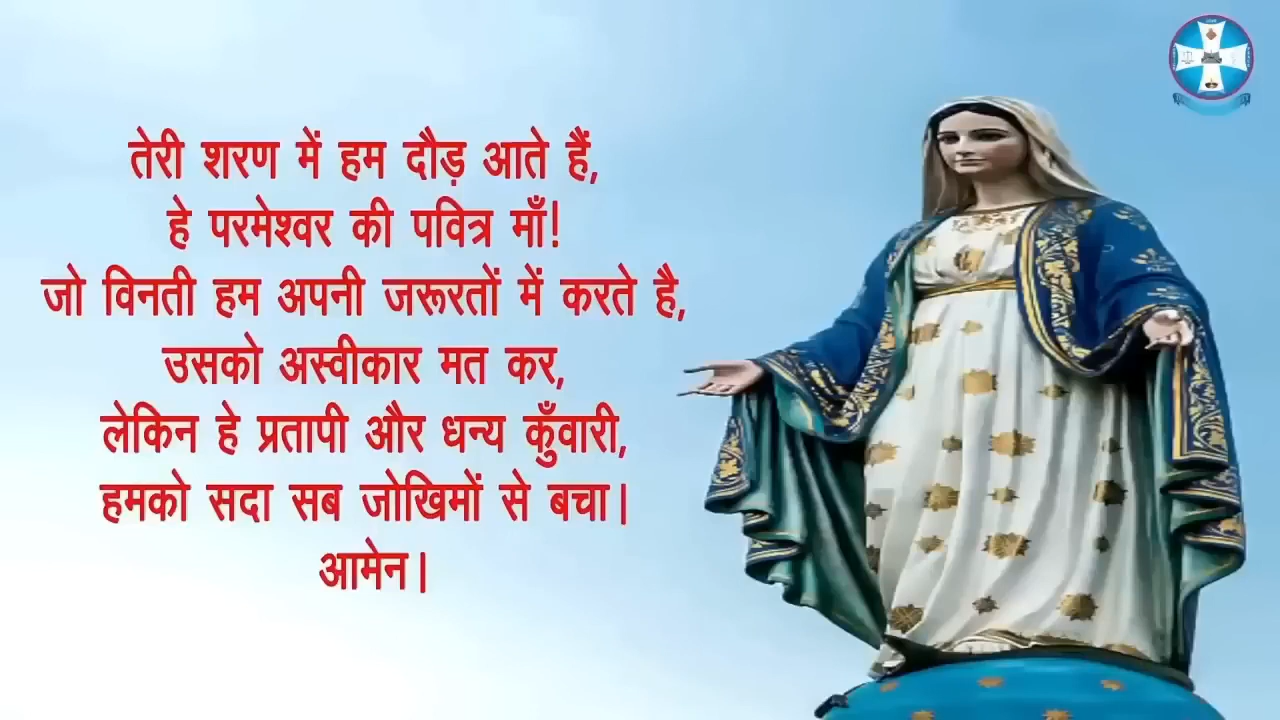 तेरी शरण में हम दौड़ आते हैं,
हे परमेश्वर की पवित्र माँ!
जो विनती हम अपनी जरूरतों में करते है,
उसको अस्वीकार मत कर,
लेकिन हे प्रतापी और धन्य कुँवारी,
हमको सदा सब जोखिमों से बचा|
आमेन|